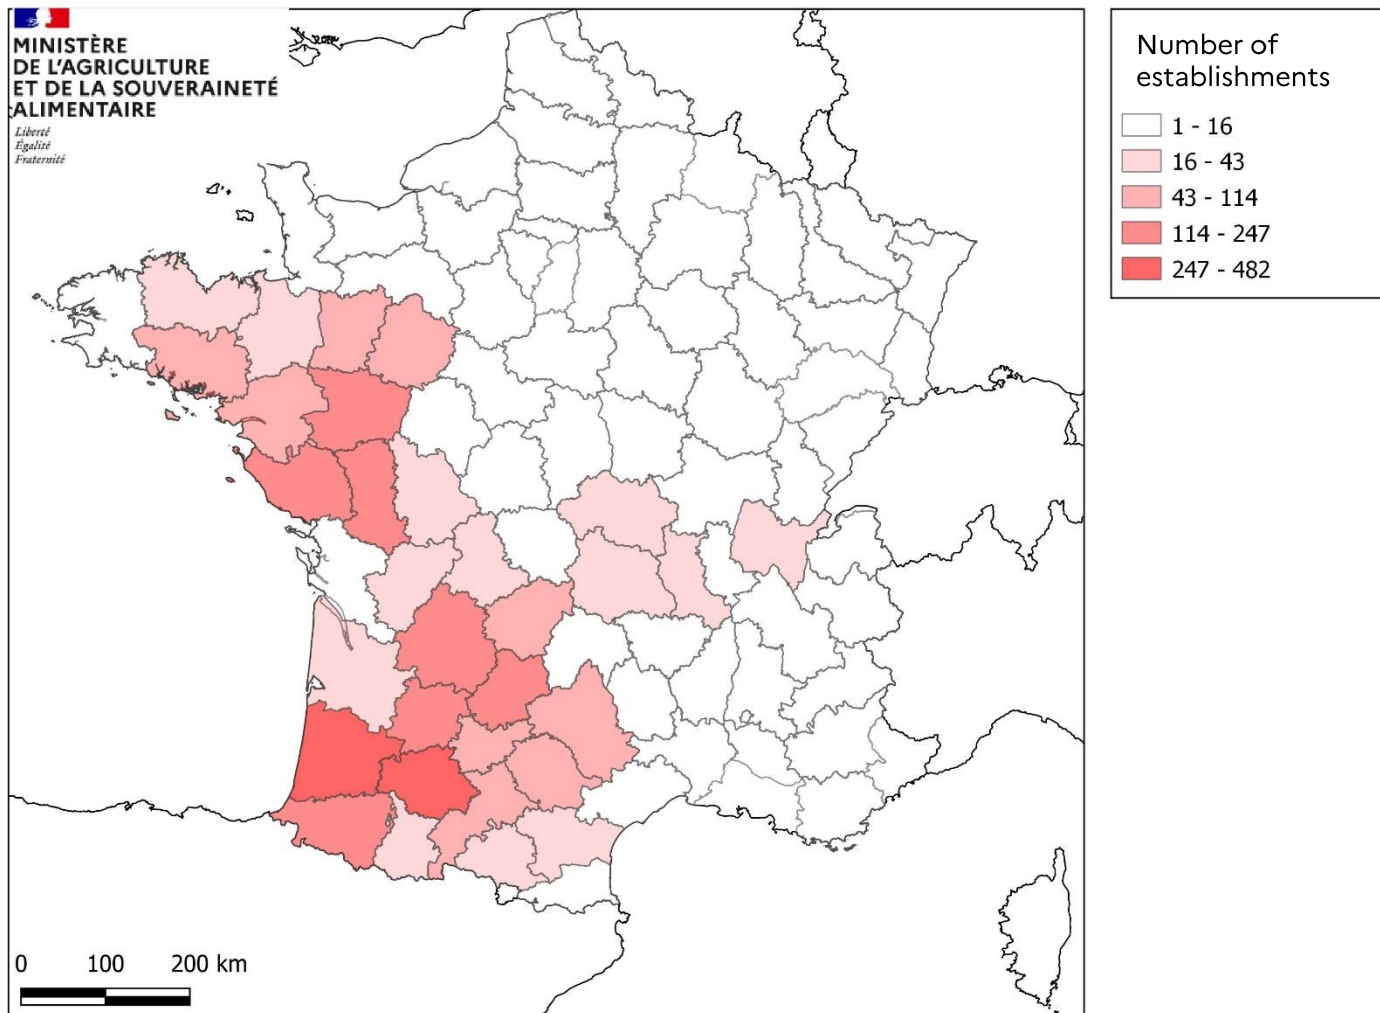 MINISTÈRE
DE L'AGRICULTURE
ET DE LA SOUVERAINETÉ
ALIMENTAIRE
Liberté
Égalité
Fraternité
Number of
establishments
1 - 16
16 - 43
43 - 114
114 - 247
247 - 482
0 100 200 km